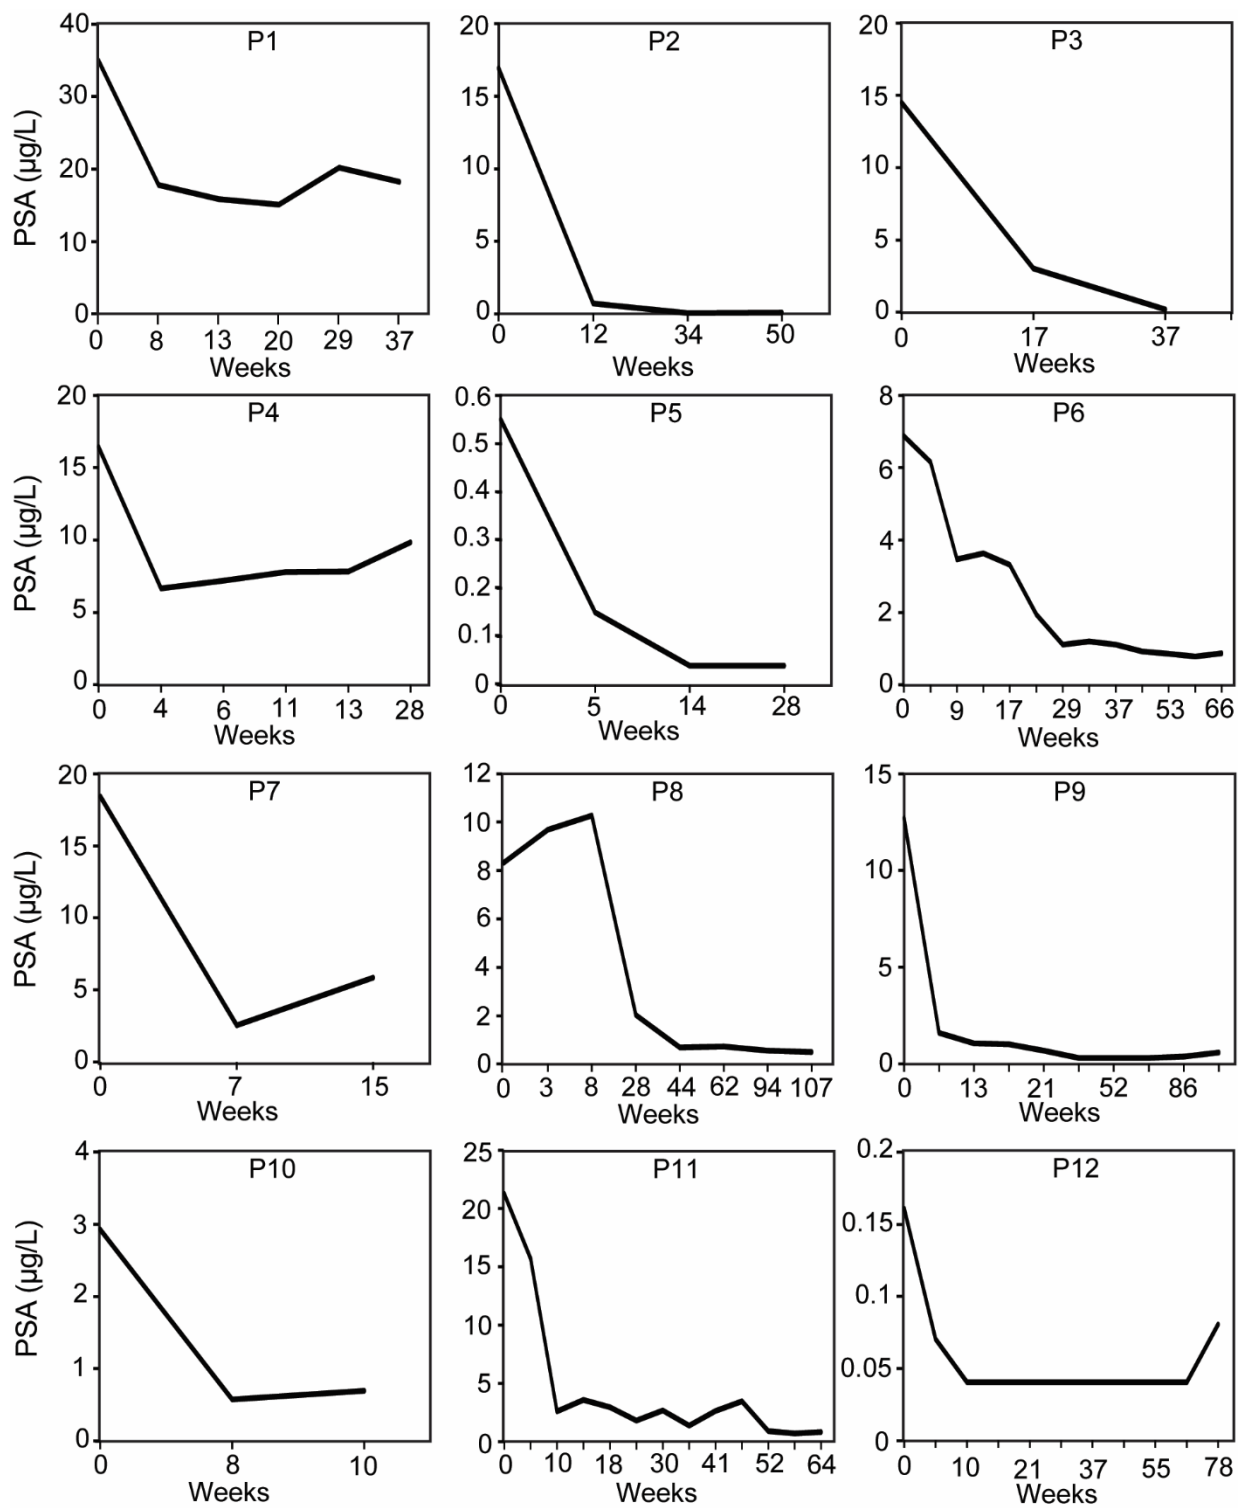 P1
PSA (µg/L)
40
30
20
10
0
0 8 13 20 29 37
Weeks
P2
20
15
10
5
0
0 12 34 50
Weeks
P3
20
15
10
5
0
0 17 37
Weeks
P4
PSA (µg/L)
20
15
10
5
0
0 4 6 11 13 28
Weeks
P5
0.6
0.5
0.4
0.3
0.2
0.1
0
0 5 14 28
Weeks
P6
8
6
4
2
0
0 9 17 29 37 53 66
Weeks
P7
PSA (µg/L)
20
15
10
5
0
0 7 15
Weeks
P8
12
10
8
6
4
2
0
0 3 8 28 44 62 94 107
Weeks
P9
15
10
5
0
0 13 21 52 86
Weeks
P10
PSA (µg/L)
4
3
2
1
0
0 8 10
Weeks
P11
25
20
15
10
5
0
0 10 18 30 41 52 64
Weeks
P12
0.2
0.15
0.1
0.05
0
0 10 21 37 55 78
Weeks